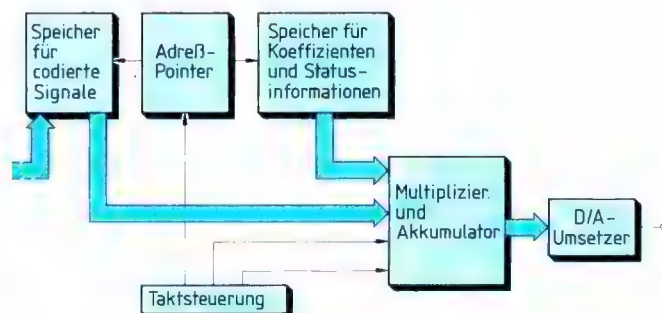 Speicher
für
codierte
Signale
Adreß-
Pointer
Speicher für
Koeffizienten
und Status-
informationen
Multiplizier.
und
Akkumulator
D/A-
Umsetzer
Taktsteuerung